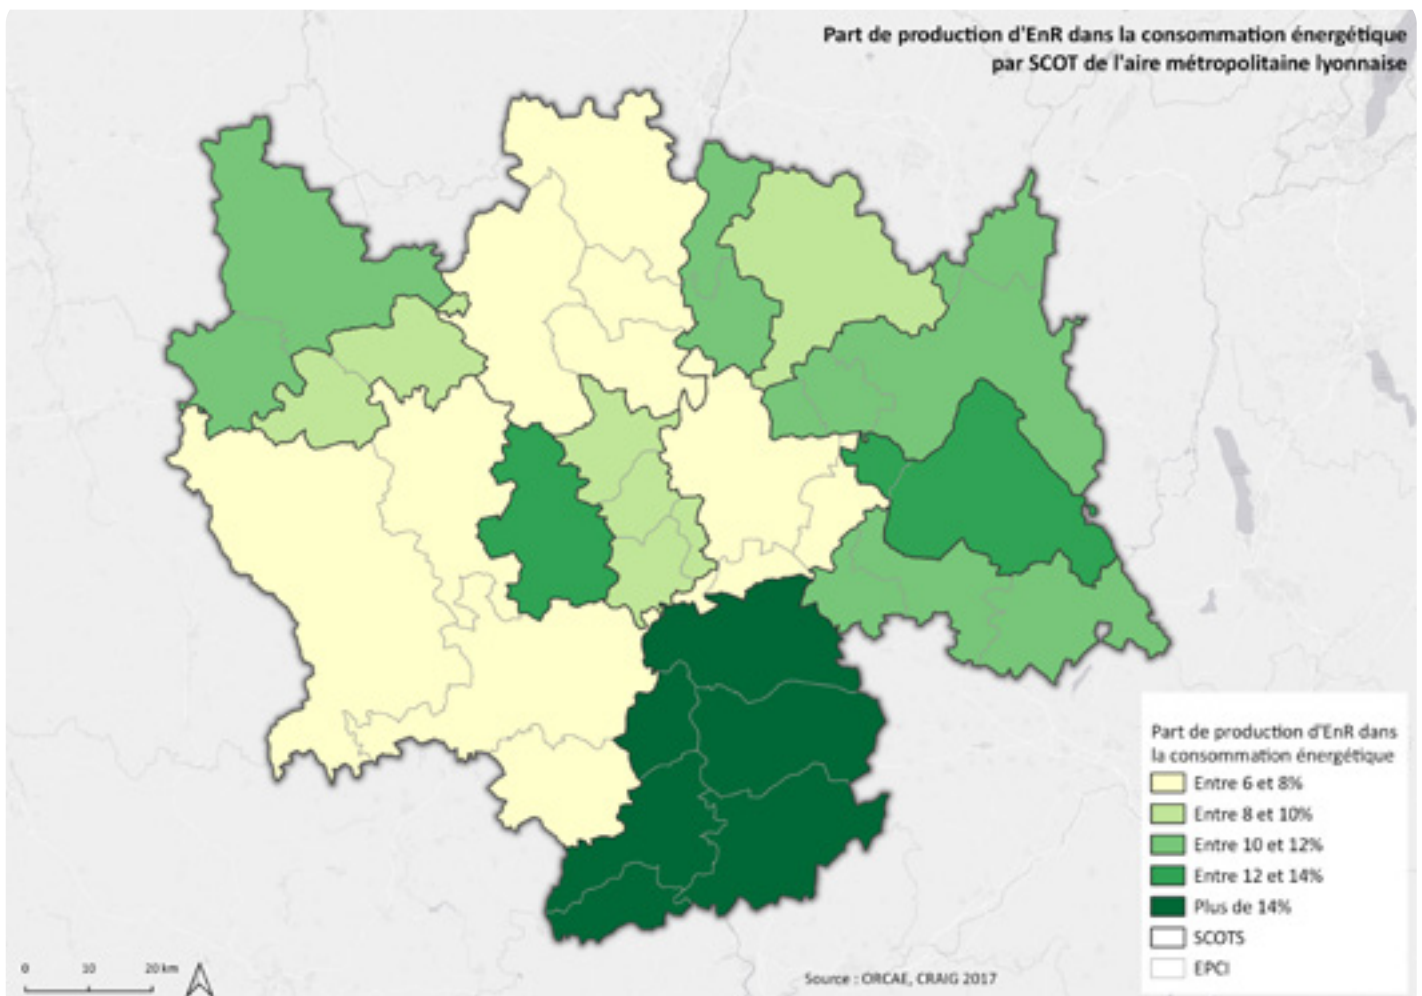 Part de production d'EnR dans la consommation énergétique
par SCOT de l'aire métropolitaine lyonnaise
Part de production d'EnR dans
la consommation énergétique
Entre 6 et 8%
Entre 8 et 10%
Entre 10 et 12%
Entre 12 et 14%
Plus de 14%
SCOTS
EPCI
0 10 20 km
Source : ORCAE, CRAIG 2017